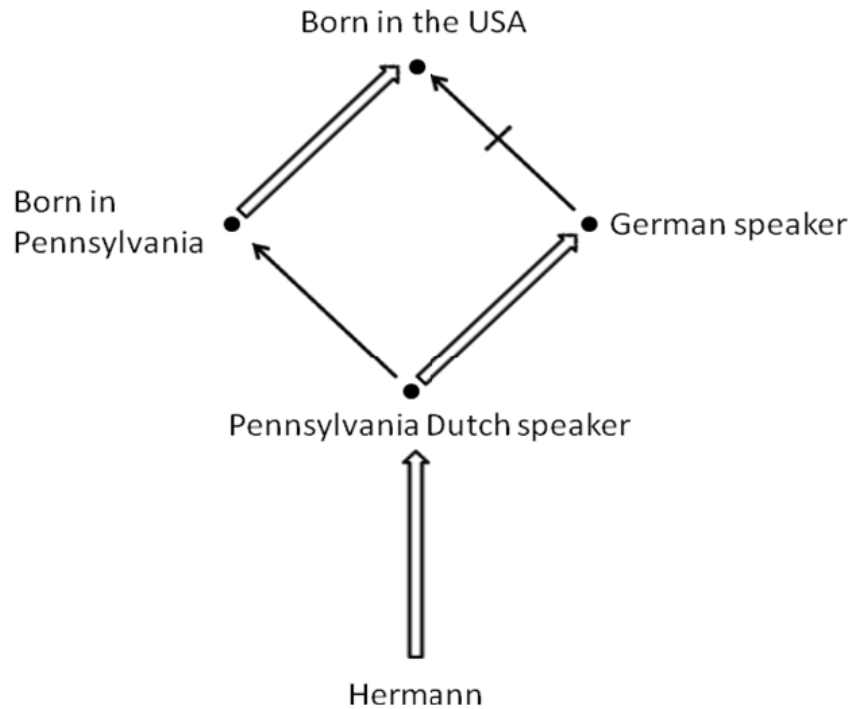 Born in the USA
Born in
Pennsylvania
German speaker
Pennsylvania Dutch speaker
Hermann